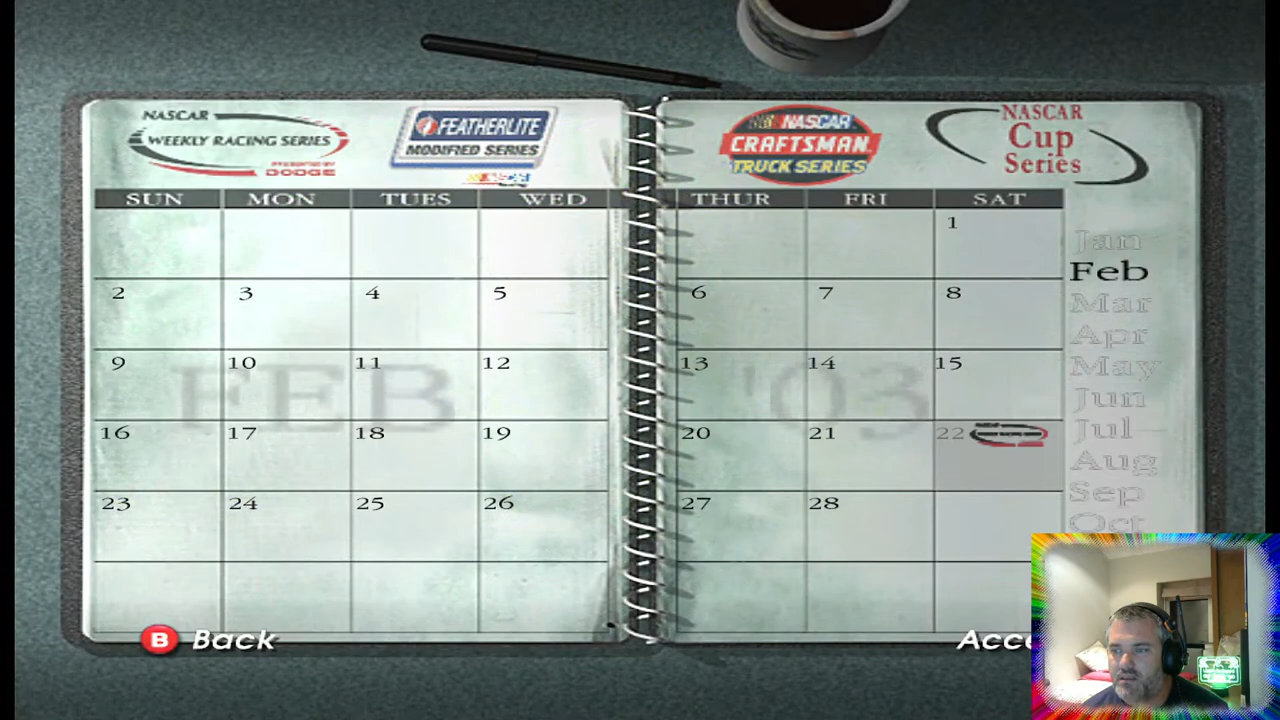 NASCAR
WEEKLY RACING SERIES
PRESENTED BY
DODGE
FEATHERLITE
MODIFIED SERIES
NASCAR
NASCAR
CRAFTSMAN
TRUCK SERIES
NASCAR
Cup
Series
SUN MON TUES WED THUR FRI SAT
1
2 3 4 5 6 7 8
9 10 11 12 13 14 15
16 17 18 19 20 21 22
23 24 25 26 27 28
FEB '03
Jan
Feb
Mar
Apr
May
Jun
Jul
Aug
Sep
Oct
B Back
Acce